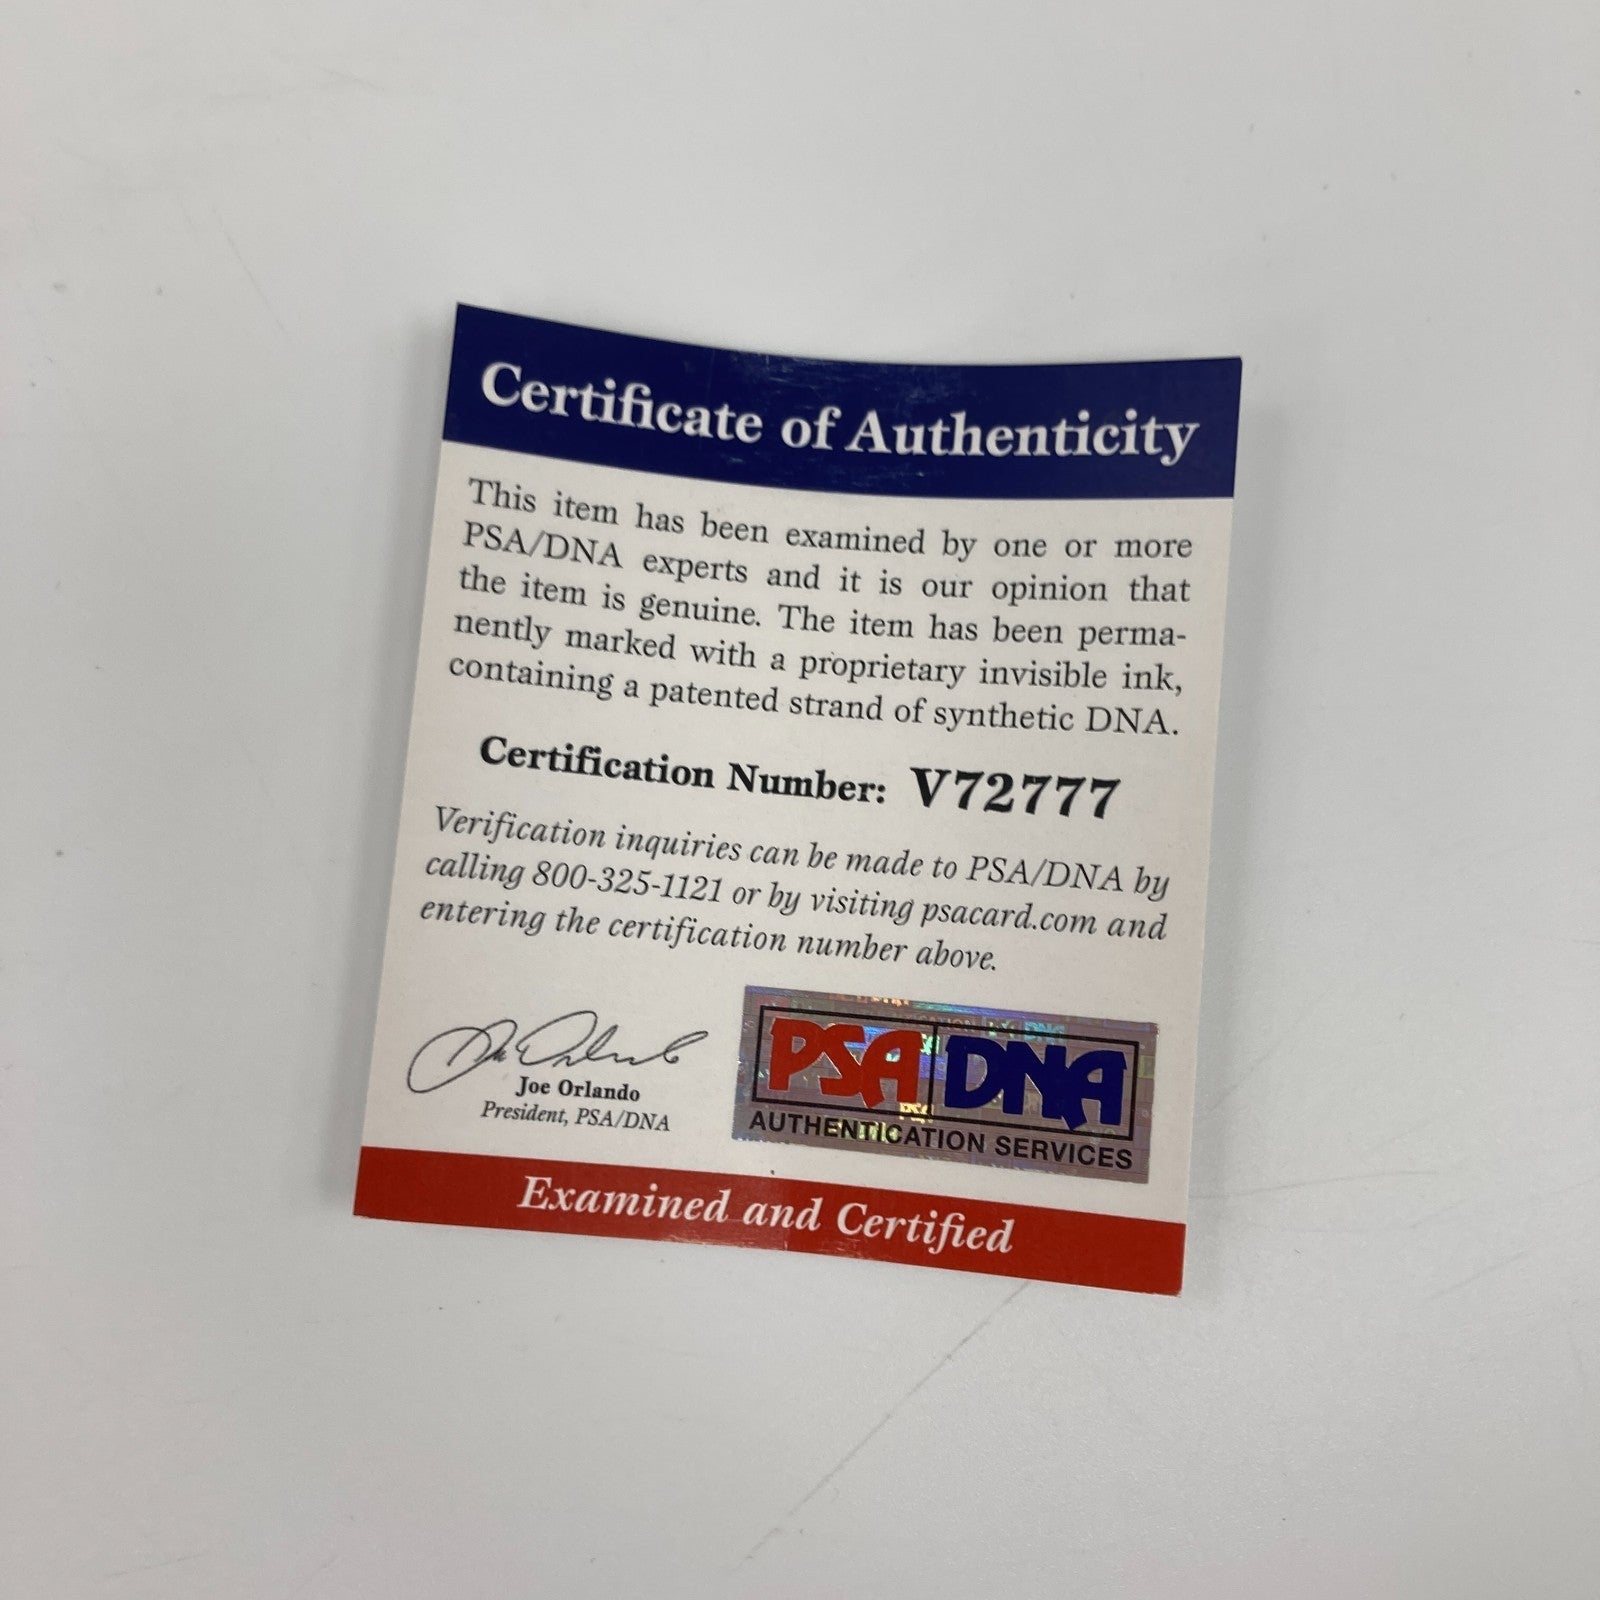 Certificate of Authenticity
This item has been examined by one or more
PSA/DNA experts and it is our opinion that
the item is genuine. The item has been perma-
nently marked with a proprietary invisible ink,
containing a patented strand of synthetic DNA.
Certification Number: V72777
Verification inquiries can be made to PSA/DNA by
calling 800-325-1121 or by visiting psacard.com and
entering the certification number above.
Joe Orlando
Joe Orlando
President, PSA/DNA
PSA DNA
AUTHENTICATION SERVICES
Examined and Certified